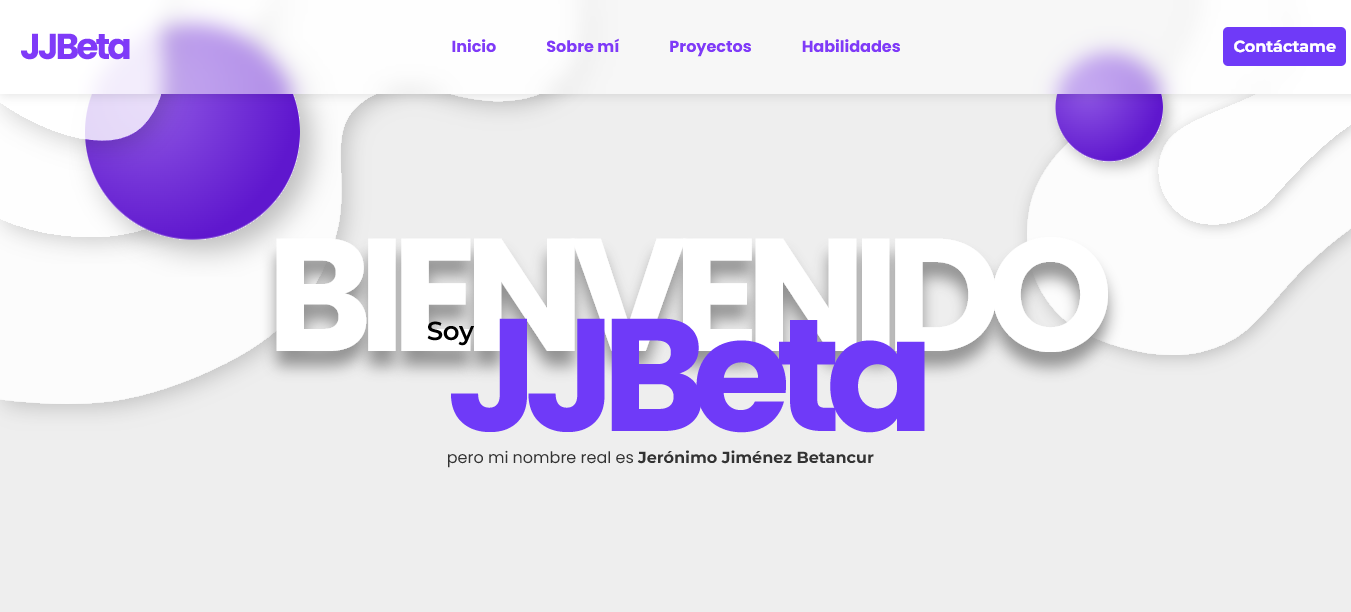 JJBeta
Inicio Sobre mí Proyectos Habilidades
Contáctame
BIENVENIDO
Soy
JJBeta
pero mi nombre real es Jerónimo Jiménez Betancur